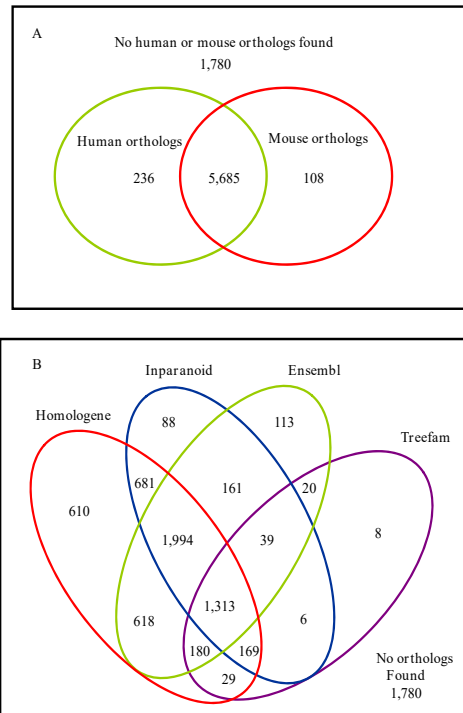 A
No human or mouse orthologs found
1,780
Human orthologs
Mouse orthologs
236
5,685
108
B
Inparanoid
Ensembl
Homologene
Treefam
88
113
681
161
20
610
1,994
39
8
1,313
618
6
180
169
29
No orthologs
Found
1,780